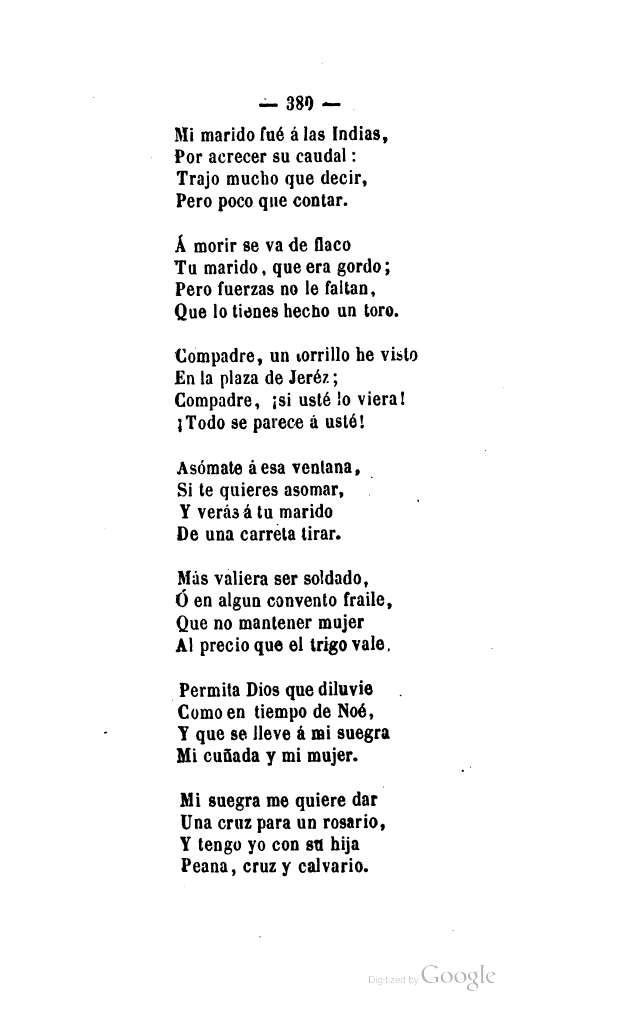 — 380 —
Mi marido fué á las Indias,
Por acrecer su caudal :
Trajo mucho que decir,
Pero poco que contar.
Á morir se va de flaco
Tu marido, que era gordo;
Pero fuerzas no le faltan,
Que lo tienes hecho un toro.
Compadre, un torrillo he visto
En la plaza de Jeréz;
Compadre, ¡si usté lo viera!
¡Todo se parece á usté!
Asómate á esa ventana,
Si te quieres asomar,
Y verás á tu marido
De una carreta tirar.
Más valiera ser soldado,
Ó en algun convento fraile,
Que no mantener mujer
Al precio que el trigo vale.
Permita Dios que diluvie
Como en tiempo de Noé,
Y que se lleve á mi suegra
Mi cuñada y mi mujer.
Mi suegra me quiere dar
Una cruz para un rosario,
Y tengo yo con su hija
Peana, cruz y calvario.
Digitized by Google